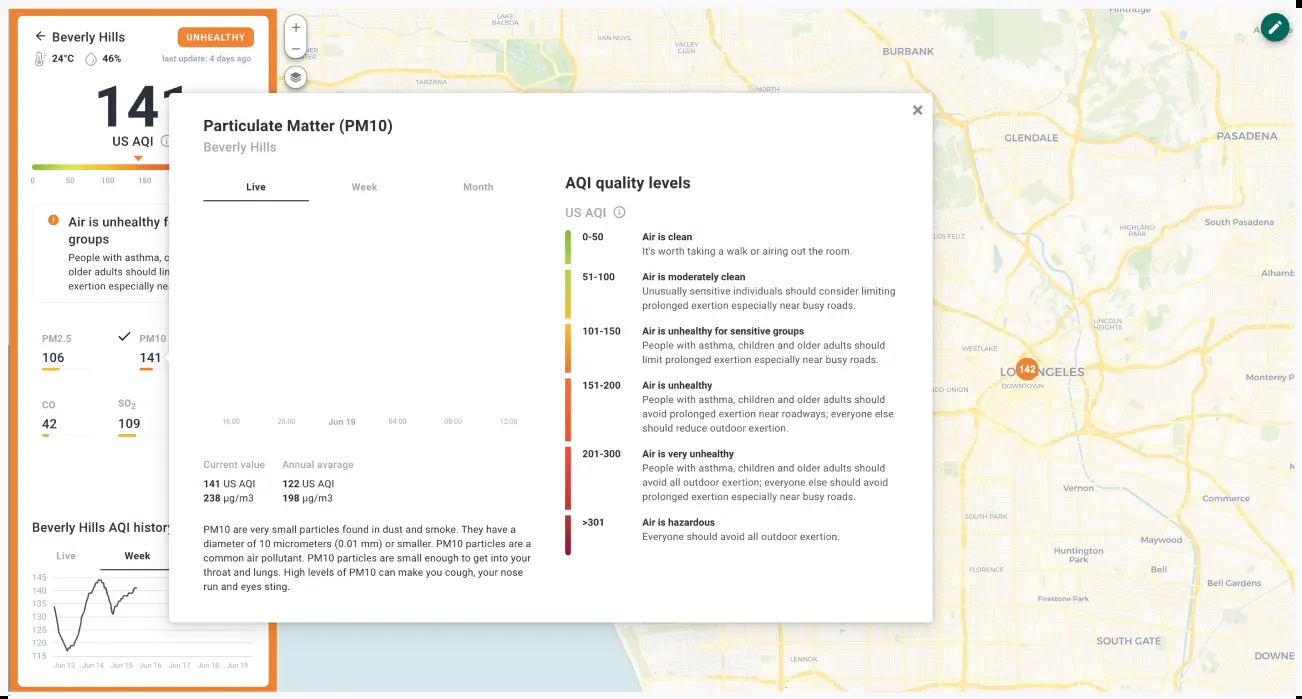 Beverly Hills
UNHEALTHY
24°C
46%
last update: 4 days ago
141
US AQI
0
50
100
150
Air is unhealthy f
groups
People with asthma, c
older adults should lin
exertion especially nea
PM2.5
106
PM10
141
CO
42
SO2
109
Beverly Hills AQI history
Live
Week
145
140
135
130
125
120
115
Jun 13
Jun 14
Jun 15
Jun 16
Jun 17
Jun 18
Jun 19
Particulate Matter (PM10)
Beverly Hills
Live
Week
Month
16:00
20:00
Jun 19
04:00
08:00
12:00
Current value
Annual avarage
141 US AQI
122 US AQI
238 µg/m3
198 µg/m3
PM10 are very small particles found in dust and smoke. They have a
diameter of 10 micrometers (0.01 mm) or smaller. PM10 particles are a
common air pollutant. PM10 particles are small enough to get into your
throat and lungs. High levels of PM10 can make you cough, your nose
run and eyes sting.
AQI quality levels
US AQI
0-50
Air is clean
It's worth taking a walk or airing out the room.
51-100
Air is moderately clean
Unusually sensitive individuals should consider limiting
prolonged exertion especially near busy roads.
101-150
Air is unhealthy for sensitive groups
People with asthma, children and older adults should
limit prolonged exertion especially near busy roads.
151-200
Air is unhealthy
People with asthma, children and older adults should
avoid prolonged exertion near roadways; everyone else
should reduce outdoor exertion.
201-300
Air is very unhealthy
People with asthma, children and older adults should
avoid all outdoor exertion; everyone else should avoid
prolonged exertion especially near busy roads.
>301
Air is hazardous
Everyone should avoid all outdoor exertion.
LAKE
BALBOA
VAN NUYS
VALLEY
GLEN
BURBANK
TARZANA
NORTH
GLENDALE
PASADENA
South Pasadena
HIGHLAND
PARK
LOS FELIZ
Alhamb
LINCOLN
HEIGHTS
WESTLAKE
142
NGELES
DOWNTOWN
Monterey P
CO-UNION
Vernon
Commerce
SOUTH PARK
Maywood
Huntington
Park
Bell
FLORENCE
Bell Gardens
Firestone Park
SOUTH GATE
LENNOX
DOWNE